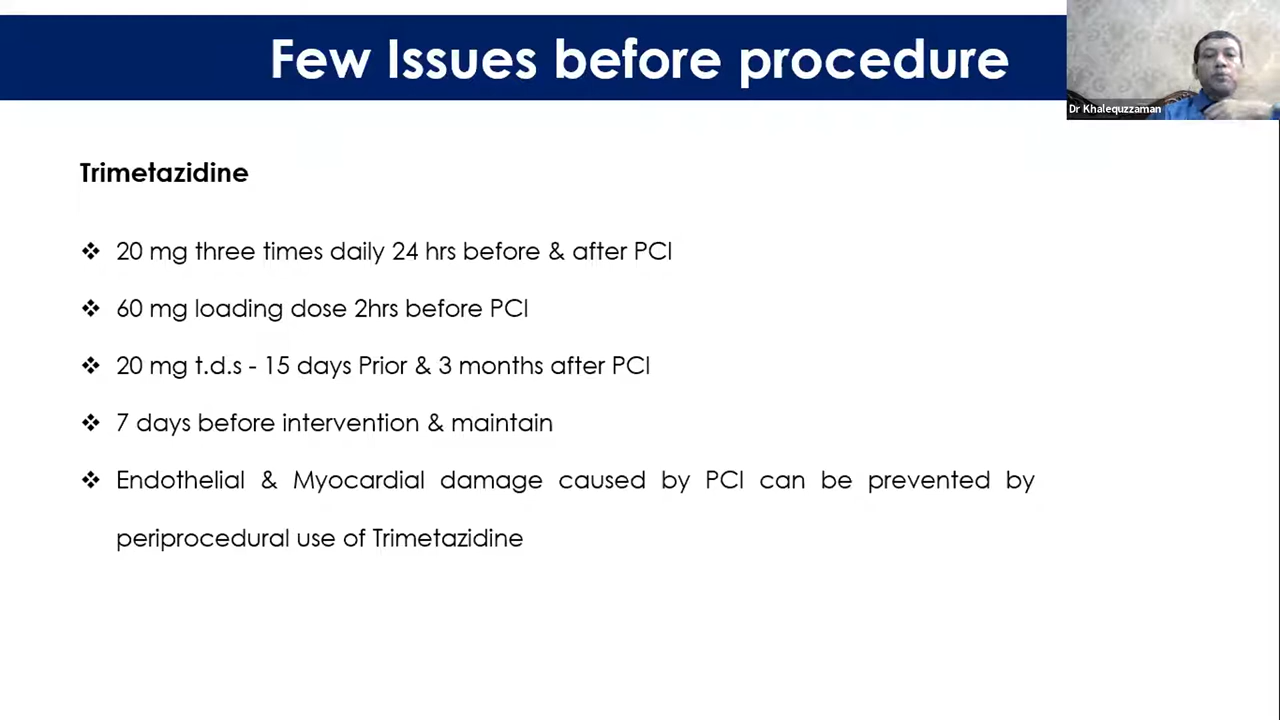 Few Issues before procedure
Dr Khalequzzaman
Trimetazidine
❖ 20 mg three times daily 24 hrs before & after PCI
❖ 60 mg loading dose 2hrs before PCI
❖ 20 mg t.d.s - 15 days Prior & 3 months after PCI
❖ 7 days before intervention & maintain
❖ Endothelial & Myocardial damage caused by PCI can be prevented by
periprocedural use of Trimetazidine